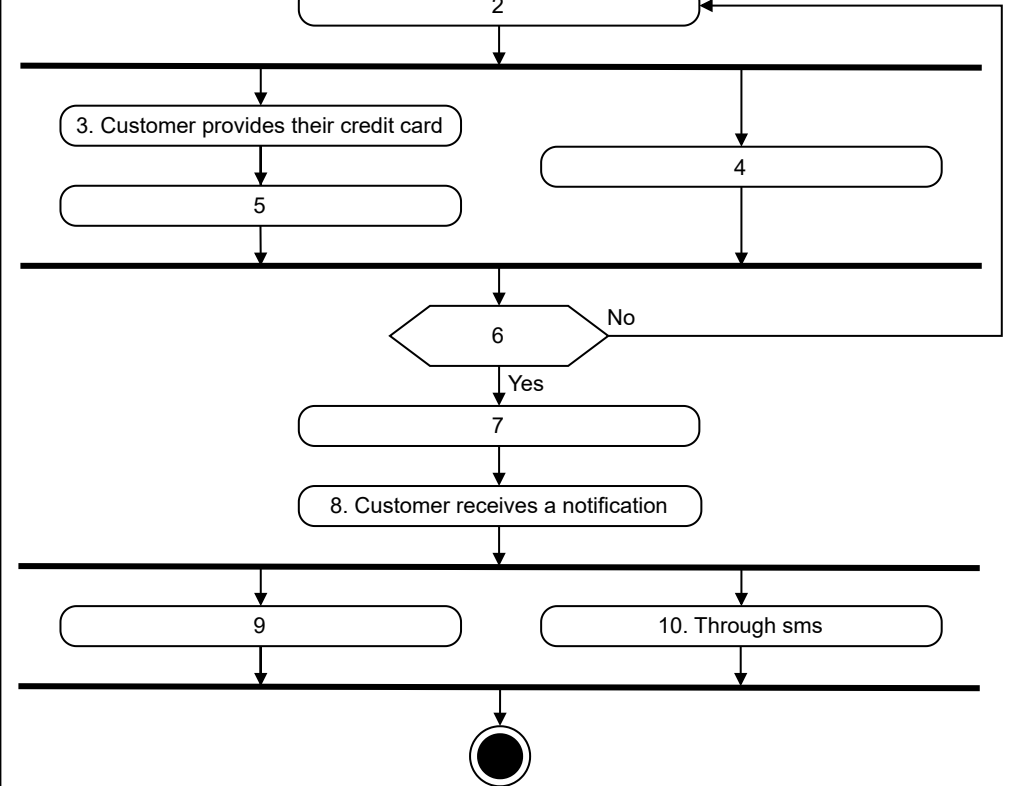 2
3. Customer provides their credit card
4
5
6
No
Yes
7
8. Customer receives a notification
9
10. Through sms